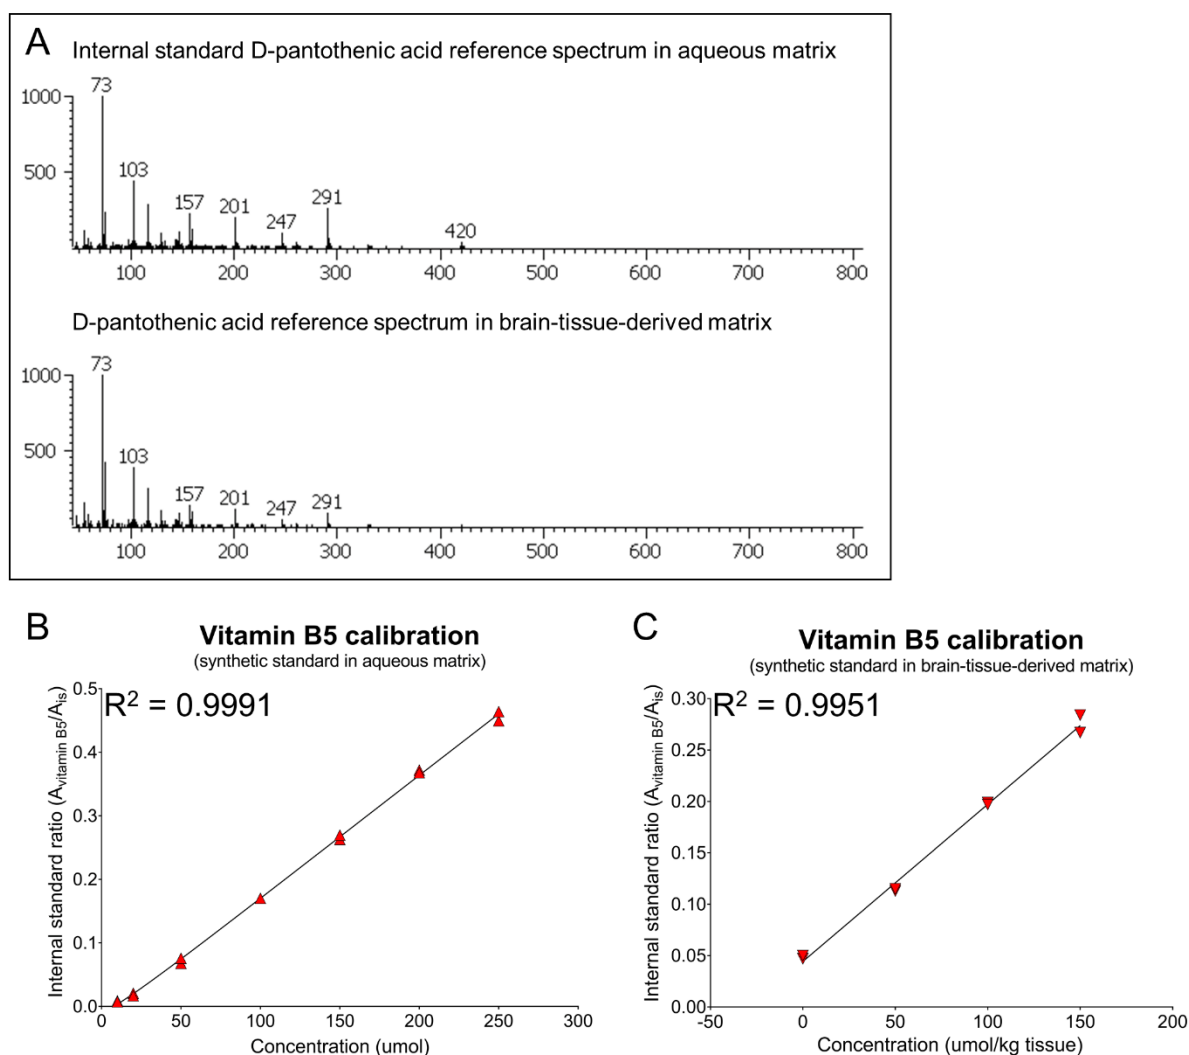 A
Internal standard D-pantothenic acid reference spectrum in aqueous matrix
73
1000
103
500
157
201
291
247
420
100 200 300 400 500 600 700 800
D-pantothenic acid reference spectrum in brain-tissue-derived matrix
73
1000
500
103
157
201
247
291
100 200 300 400 500 600 700 800
B
Vitamin B5 calibration
(synthetic standard in aqueous matrix)
R² = 0.9991
Internal standard ratio (A vitamin B5/A is)
0.5
0.4
0.3
0.2
0.1
0.0
0 50 100 150 200 250 300
Concentration (umol)
C
Vitamin B5 calibration
(synthetic standard in brain-tissue-derived matrix)
R² = 0.9951
Internal standard ratio (A vitamin B5/A is)
0.30
0.25
0.20
0.15
0.10
0.05
0.00
-50 0 50 100 150 200
Concentration (umol/kg tissue)